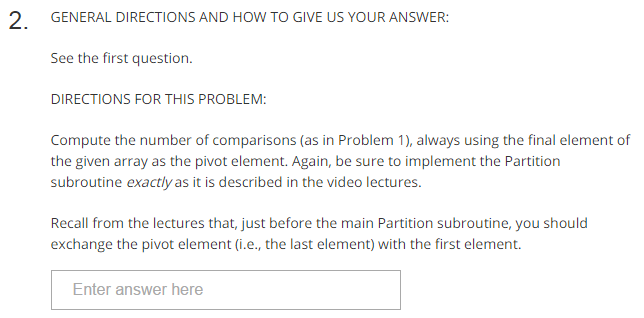 2. GENERAL DIRECTIONS AND HOW TO GIVE US YOUR ANSWER:
See the first question.
DIRECTIONS FOR THIS PROBLEM:
Compute the number of comparisons (as in Problem 1), always using the final element of
the given array as the pivot element. Again, be sure to implement the Partition
subroutine exactly as it is described in the video lectures.
Recall from the lectures that, just before the main Partition subroutine, you should
exchange the pivot element (i.e., the last element) with the first element.
Enter answer here